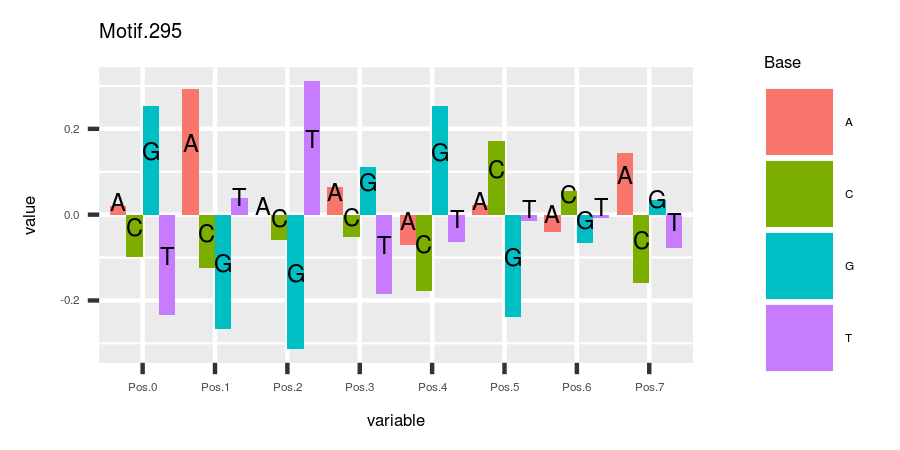 Motif.295
value
0.2
0.0
-0.2
A C G T
A C G T
A C G T
A C G T
A C G T
A C G T
A C G T
A C G T
Pos.0 Pos.1 Pos.2 Pos.3 Pos.4 Pos.5 Pos.6 Pos.7
variable
Base
A
C
G
T